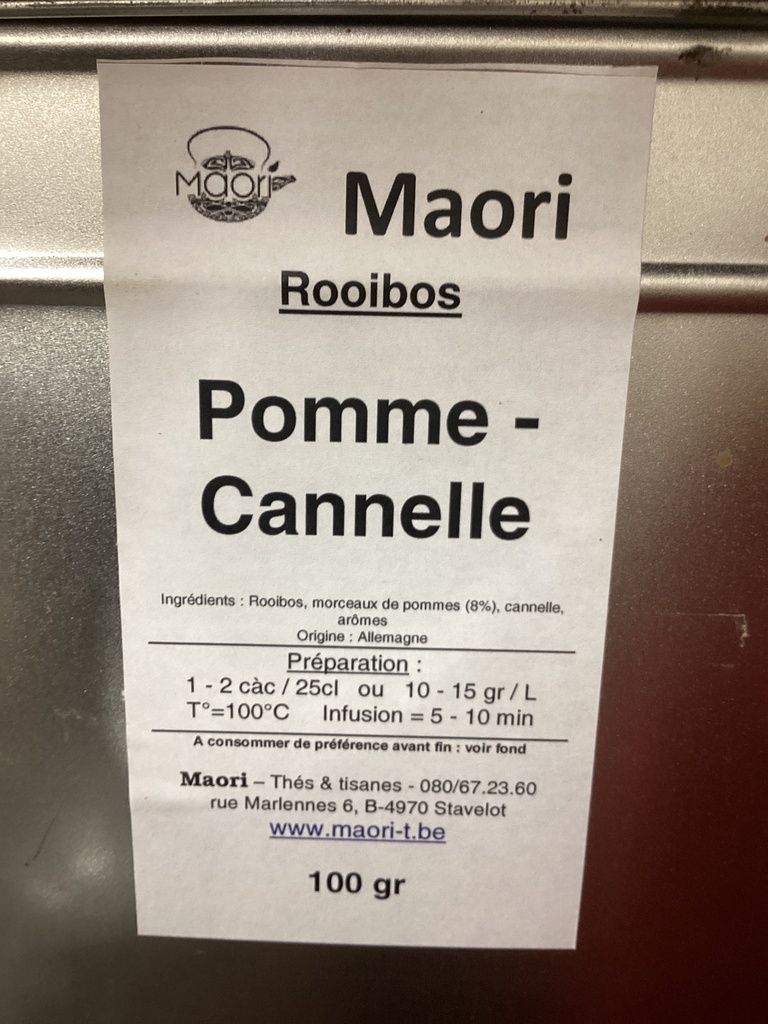 Maori
Maori
Rooibos
Pomme -
Cannelle
Ingrédients : Rooibos, morceaux de pommes (8%), cannelle,
arômes
Origine : Allemagne
Préparation :
1 - 2 càc / 25cl ou 10 - 15 gr / L
T°=100°C Infusion = 5 - 10 min
A consommer de préférence avant fin : voir fond
Maori – Thés & tisanes - 080/67.23.60
rue Marlennes 6, B-4970 Stavelot
www.maori-t.be
100 gr